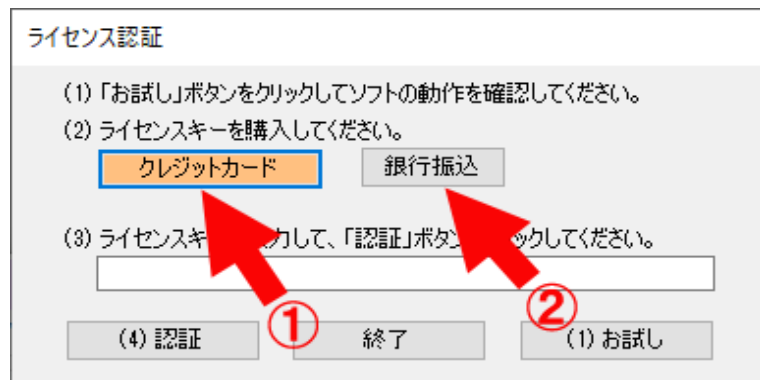 ライセンス認証
(1)「お試し」ボタンをクリックしてソフトの動作を確認してください。
(2) ライセンスキーを購入してください。
クレジットカード 銀行振込
(3) ライセンスキ 力して、「認証」ボタ ックしてください。
① ②
(4) 認証 終了 (1) お試し